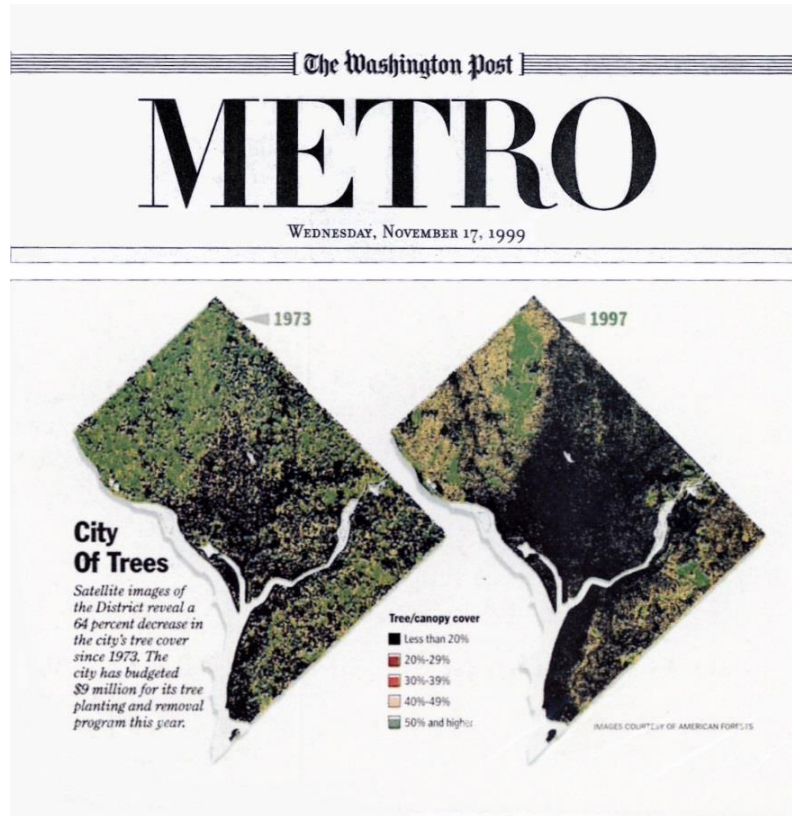 [ The Washington Post ]
METRO
WEDNESDAY, NOVEMBER 17, 1999
1973
1997
City
Of Trees
Satellite images of
the District reveal a
64 percent decrease in
the city's tree cover
since 1973. The
city has budgeted
$9 million for its tree
planting and removal
program this year.
Tree/canopy cover
Less than 20%
20%-29%
30%-39%
40%-49%
50% and higher
IMAGES COURTESY OF AMERICAN FORESTS